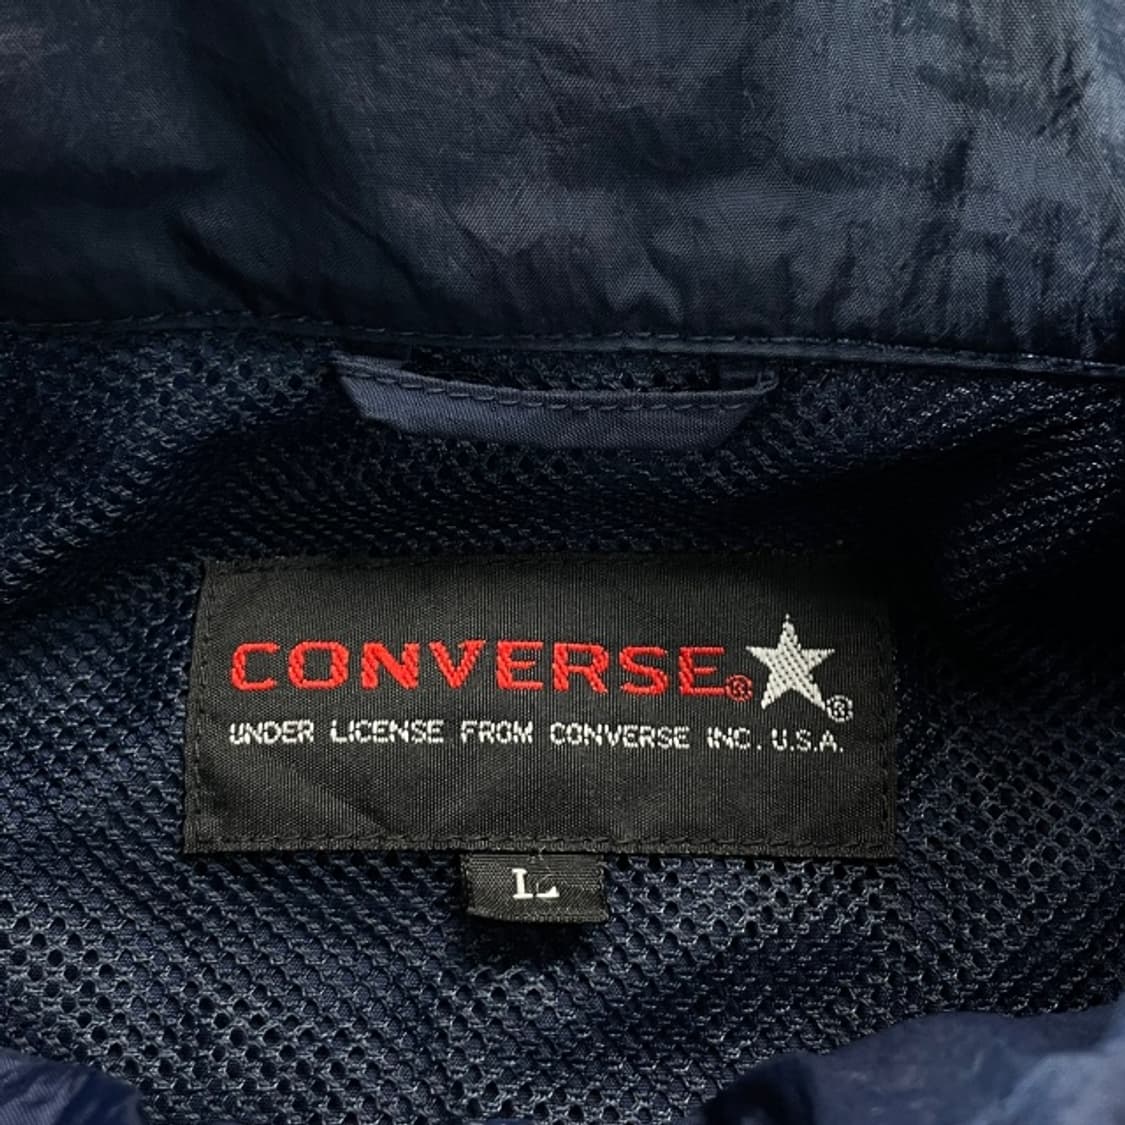 CONVERSE® ®
UNDER LICENSE FROM CONVERSE INC. U.S.A.
L